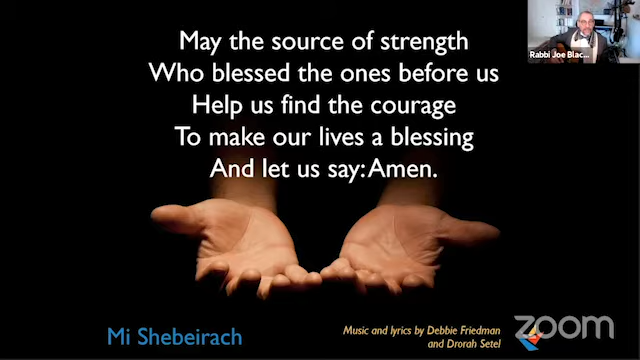 May the source of strength
Who blessed the ones before us
Help us find the courage
To make our lives a blessing
And let us say: Amen.
Rabbi Joe Blac...
Mi Shebeirach
Music and lyrics by Debbie Friedman
and Drorah Setel
zoom